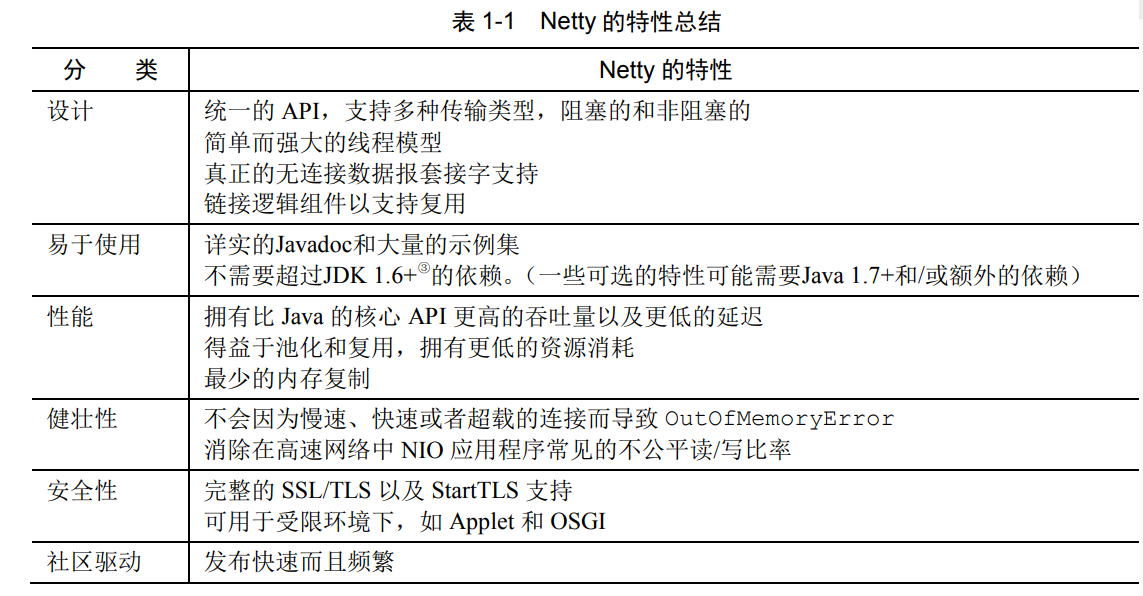 表 1-1 Netty 的特性总结
分 类 Netty 的特性
设计 统一的 API，支持多种传输类型，阻塞的和非阻塞的
简单而强大的线程模型
真正的无连接数据报套接字支持
链接逻辑组件以支持复用
易于使用 详实的Javadoc和大量的示例集
不需要超过JDK 1.6+③的依赖。（一些可选的特性可能需要Java 1.7+和/或额外的依赖）
性能 拥有比 Java 的核心 API 更高的吞吐量以及更低的延迟
得益于池化和复用，拥有更低的资源消耗
最少的内存复制
健壮性 不会因为慢速、快速或者超载的连接而导致 OutOfMemoryError
消除在高速网络中 NIO 应用程序常见的不公平读/写比率
安全性 完整的 SSL/TLS 以及 StartTLS 支持
可用于受限环境下，如 Applet 和 OSGI
社区驱动 发布快速而且频繁